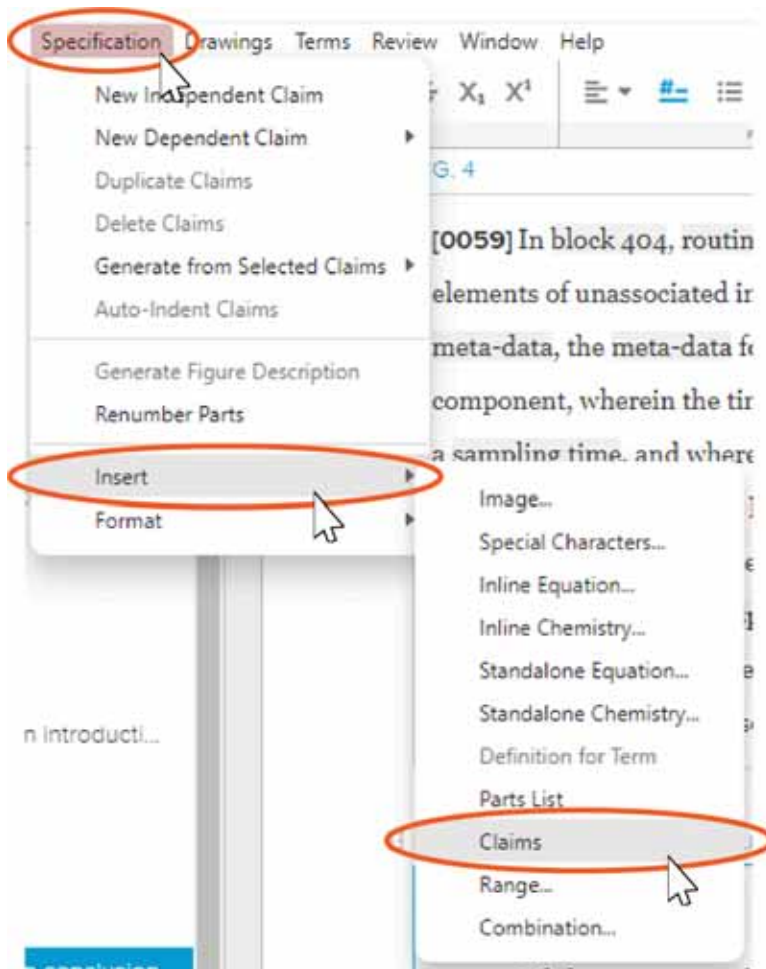 Specification Drawings Terms Review Window Help
New Independent Claim
X₁ X¹
New Dependent Claim
Duplicate Claims
G. 4
Delete Claims
[0059] In block 404, routin
Generate from Selected Claims
elements of unassociated ir
Auto-Indent Claims
meta-data, the meta-data fo
Generate Figure Description
component, wherein the tir
Renumber Parts
a sampling time, and where
Insert
Format
Image...
Special Characters...
Inline Equation...
Inline Chemistry...
Standalone Equation...
Standalone Chemistry...
n introducti...
Definition for Term
Parts List
Claims
Range...
Combination...
n conclusion